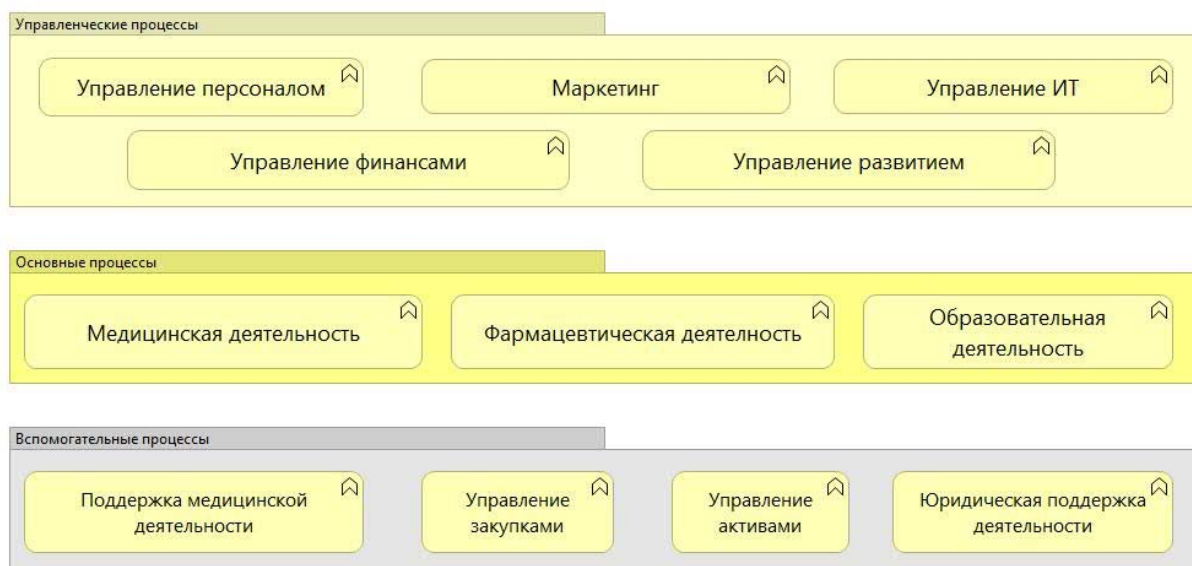 Управленческие процессы
Управление персоналом
Маркетинг
Управление ИТ
Управление финансами
Управление развитием
Основные процессы
Медицинская деятельность
Фармацевтическая деятелность
Образовательная
деятельность
Вспомогательные процессы
Поддержка медицинской
деятельности
Управление
закупками
Управление
активами
Юридическая поддержка
деятельности